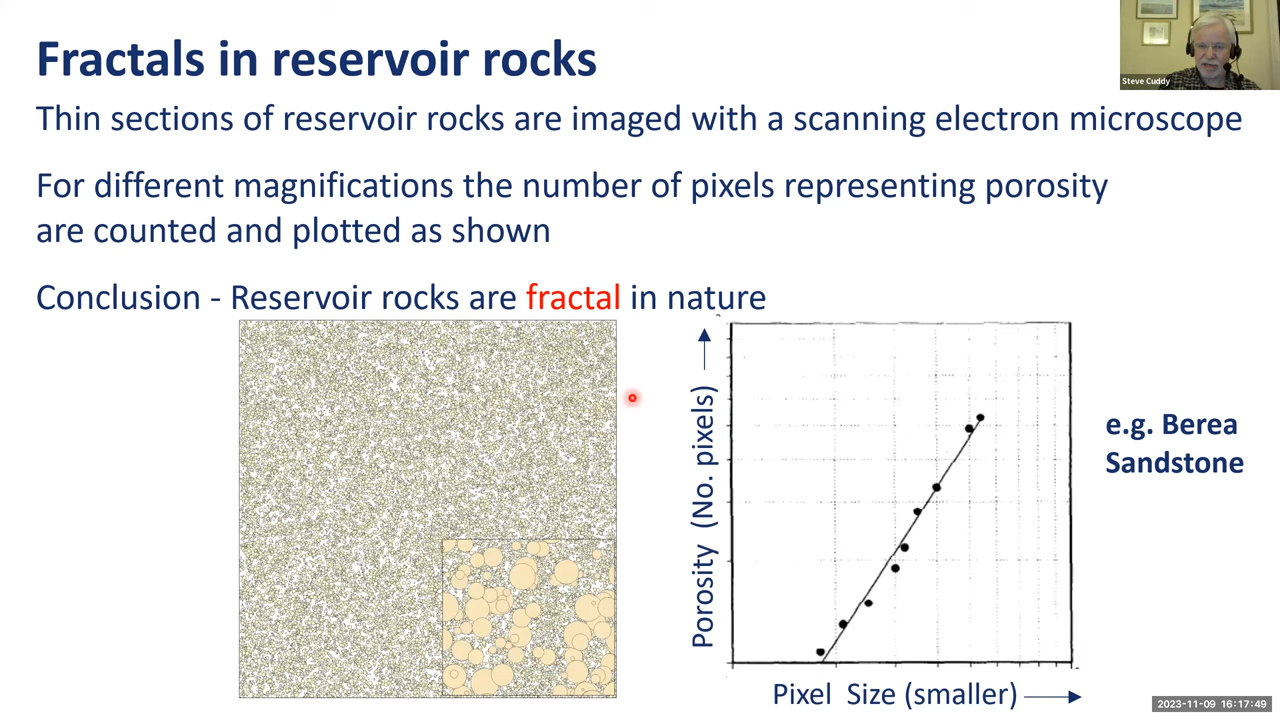 Fractals in reservoir rocks
Steve Cuddy
Thin sections of reservoir rocks are imaged with a scanning electron microscope
For different magnifications the number of pixels representing porosity
are counted and plotted as shown
Conclusion - Reservoir rocks are fractal in nature
Porosity (No. pixels)
e.g. Berea
Sandstone
Pixel Size (smaller)
2023-11-09 16:17:49